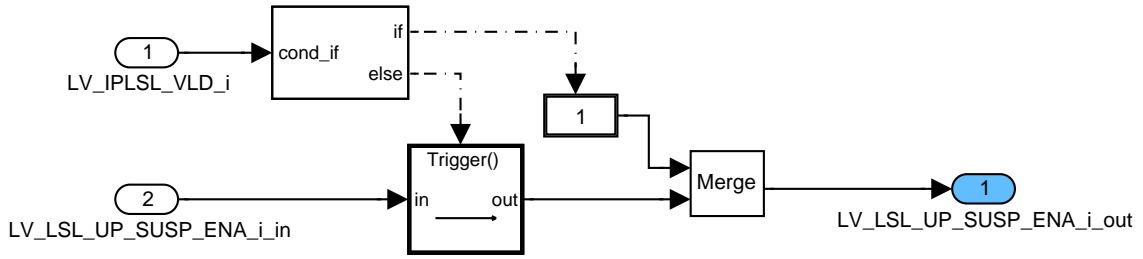 if
1
cond_if
LV_IPLSL_VLD_i
else
1
Trigger()
Merge
2
in
out
1
LV_LSL_UP_SUSP_ENA_i_in
LV_LSL_UP_SUSP_ENA_i_out